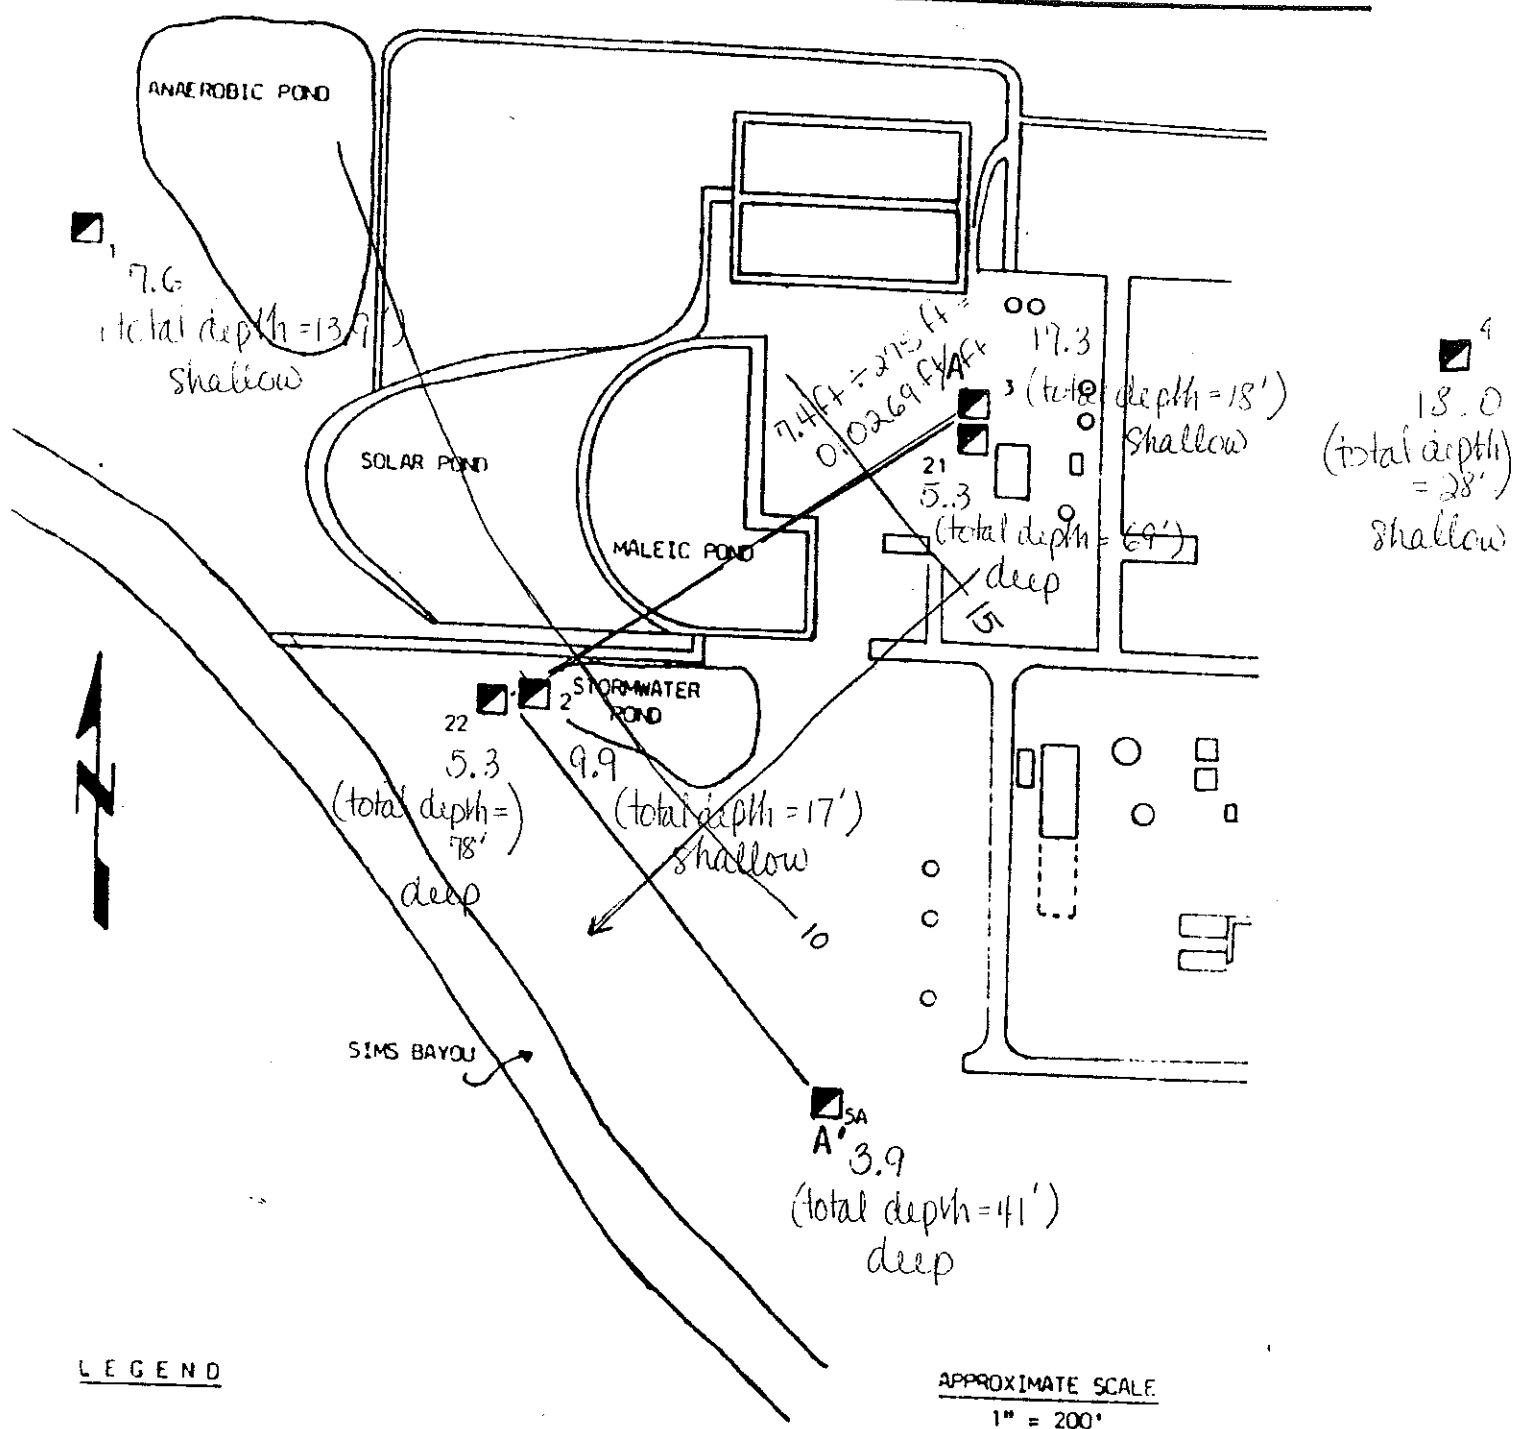 ANAEROBIC POND
1
7.6
(total depth = 13.9')
shallow
7.4 ft ÷ 275 ft =
0.0269 ft/ft
A
17.3
3 (total depth = 18')
shallow
4
18.0
(total depth
= 28')
shallow
SOLAR POND
21
5.3
(total depth = 69')
deep
MALEIC POND
15
STORMWATER
POND
22
2
5.3
(total depth =
78')
deep
9.9
(total depth = 17')
shallow
N
10
SIMS BAYOU
5A
A'
3.9
(total depth = 41')
deep
LEGEND
APPROXIMATE SCALE
1" = 200'